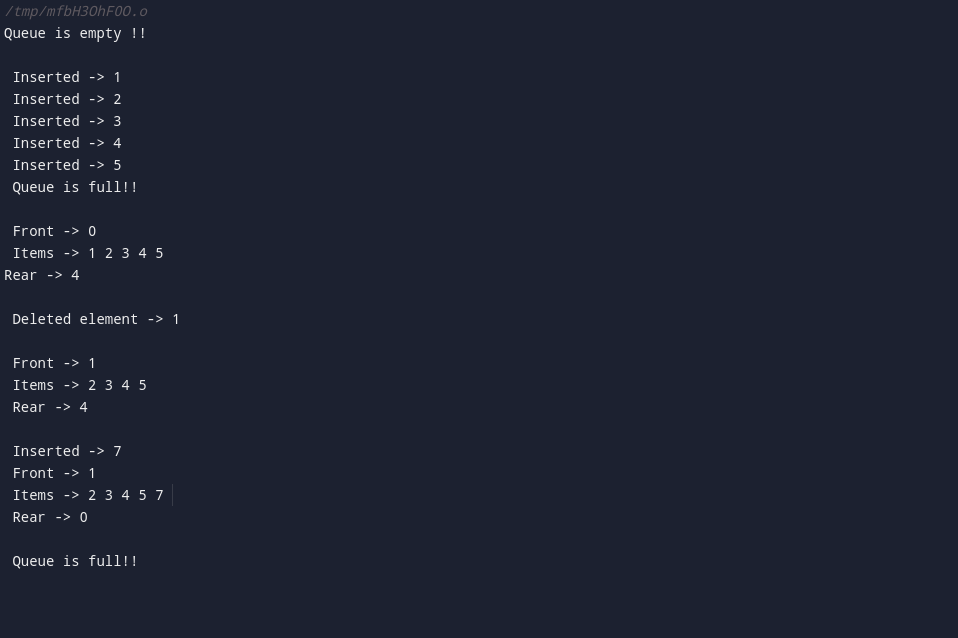 /tmp/mfbH3OhFOO.o
Queue is empty !!
Inserted -> 1
Inserted -> 2
Inserted -> 3
Inserted -> 4
Inserted -> 5
Queue is full!!
Front -> 0
Items -> 1 2 3 4 5
Rear -> 4
Deleted element -> 1
Front -> 1
Items -> 2 3 4 5
Rear -> 4
Inserted -> 7
Front -> 1
Items -> 2 3 4 5 7
Rear -> 0
Queue is full!!